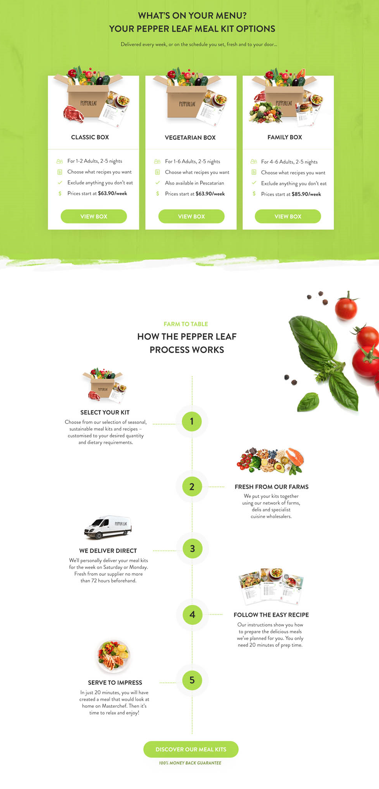 WHAT'S ON YOUR MENU?
YOUR PEPPER LEAF MEAL KIT OPTIONS
Delivered every week, or on the schedule you set, fresh and to your door...
PEPPERLEAF
CLASSIC BOX
For 1-2 Adults, 2-5 nights
Choose what recipes you want
Exclude anything you don't eat
Prices start at $63.90/week
VIEW BOX
PEPPERLEAF
VEGETARIAN BOX
For 1-6 Adults, 2-5 nights
Choose what recipes you want
Also available in Pescatarian
Prices start at $63.90/week
VIEW BOX
PEPPERLEAF
FAMILY BOX
For 4-6 Adults, 2-5 nights
Choose what recipes you want
Exclude anything you don't eat
Prices start at $85.90/week
VIEW BOX
FARM TO TABLE
HOW THE PEPPER LEAF
PROCESS WORKS
SELECT YOUR KIT
Choose from our selection of seasonal,
sustainable meal kits and recipes -
customised to your desired quantity
and dietary requirements.
1
2
FRESH FROM OUR FARMS
We put your kits together
using our network of farms,
delis and specialist
cuisine wholesalers.
PEPPERLEAF
3
WE DELIVER DIRECT
We'll personally deliver your meal kits
for the week on Saturday or Monday.
Fresh from our supplier no more
than 72 hours beforehand.
4
FOLLOW THE EASY RECIPE
Our instructions show you how
to prepare the delicious meals
we've planned for you. You only
need 20 minutes of prep time.
5
SERVE TO IMPRESS
In just 20 minutes, you will have
created a meal that would look at
home on Masterchef. Then it's
time to relax and enjoy!
DISCOVER OUR MEAL KITS
100% MONEY BACK GUARANTEE